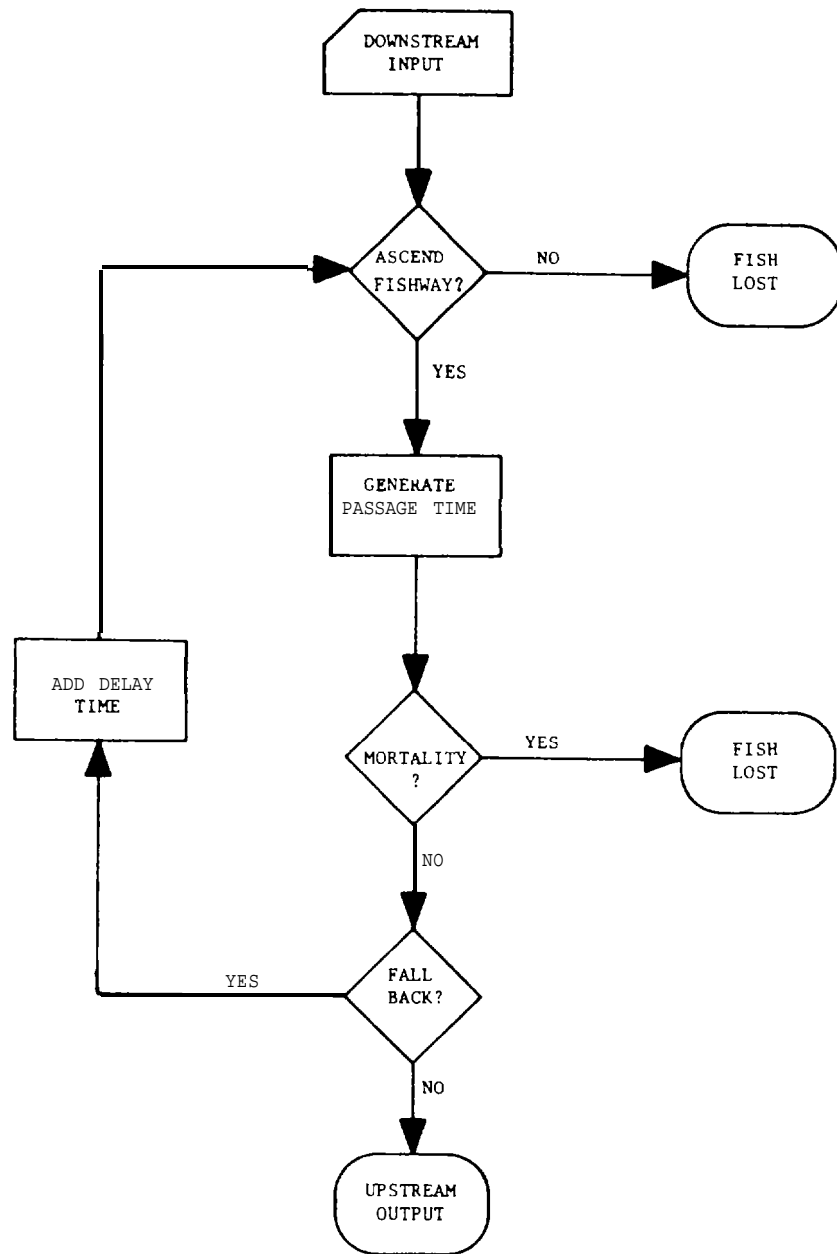 DOWNSTREAM
INPUT
ASCEND
FISHWAY?
NO
FISH
LOST
YES
GENERATE
PASSAGE TIME
ADD DELAY
TIME
MORTALITY
?
YES
FISH
LOST
NO
FALL
BACK?
YES
NO
UPSTREAM
OUTPUT